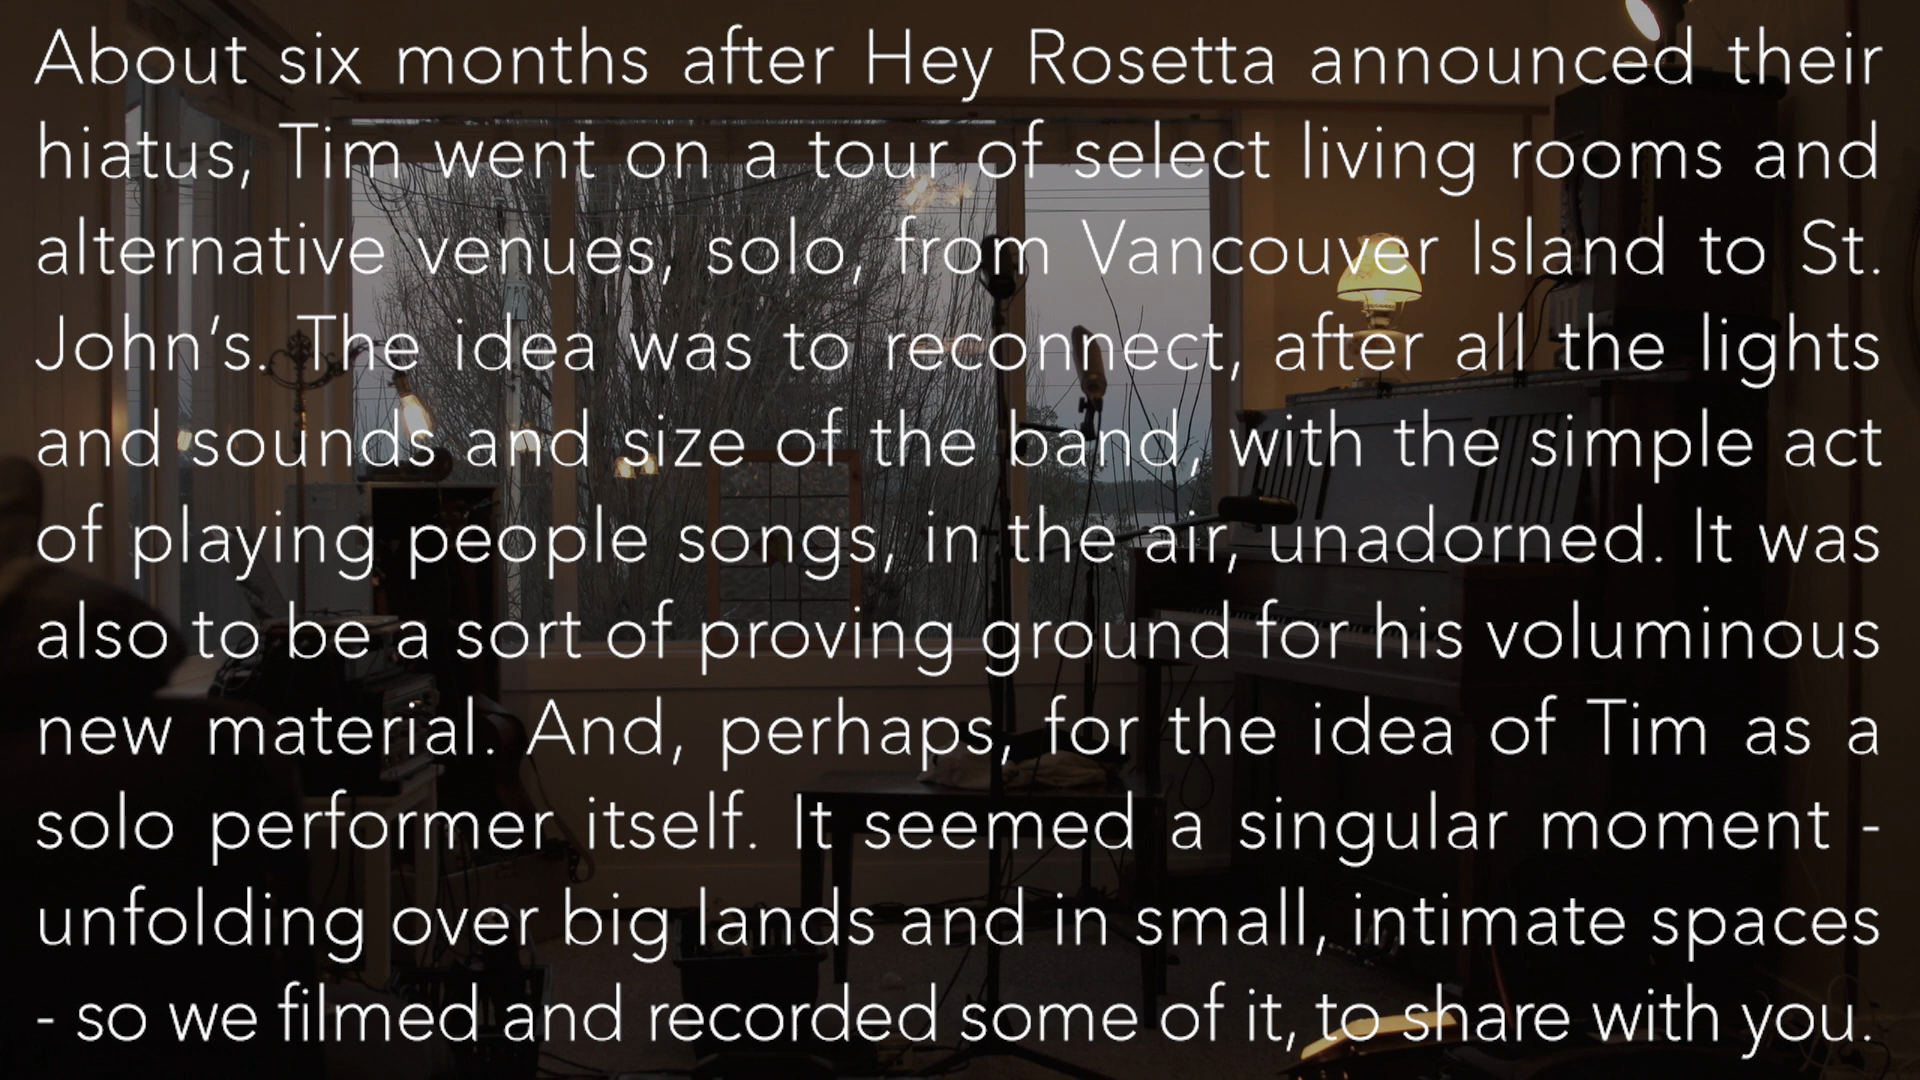 About six months after Hey Rosetta announced their
hiatus, Tim went on a tour of select living rooms and
alternative venues, solo, from Vancouver Island to St.
John’s. The idea was to reconnect, after all the lights
and sounds and size of the band, with the simple act
of playing people songs, in the air, unadorned. It was
also to be a sort of proving ground for his voluminous
new material. And, perhaps, for the idea of Tim as a
solo performer itself. It seemed a singular moment -
unfolding over big lands and in small, intimate spaces
- so we filmed and recorded some of it, to share with you.